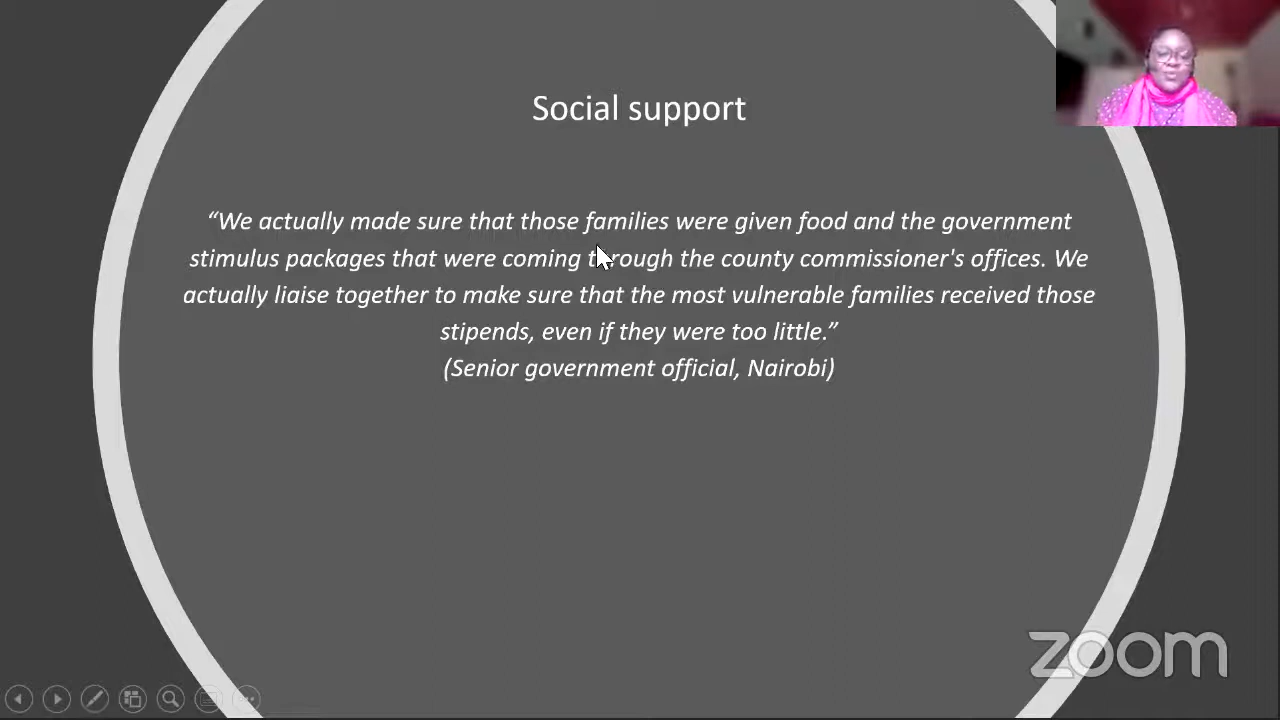 Social support
“We actually made sure that those families were given food and the government
stimulus packages that were coming through the county commissioner's offices. We
actually liaise together to make sure that the most vulnerable families received those
stipends, even if they were too little.”
(Senior government official, Nairobi)
zoom